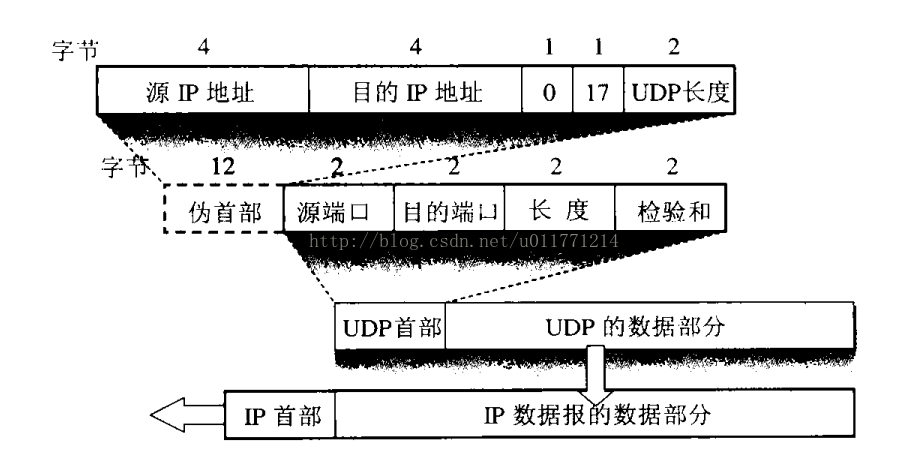 字节 4 4 1 1 2
源 IP 地址 目的 IP 地址 0 17 UDP长度
字节 12 2 2 2 2
伪首部 源端口 目的端口 长 度 检验和
http://blog.csdn.net/u011771214
UDP首部 UDP 的数据部分
IP 首部 IP 数据报的数据部分